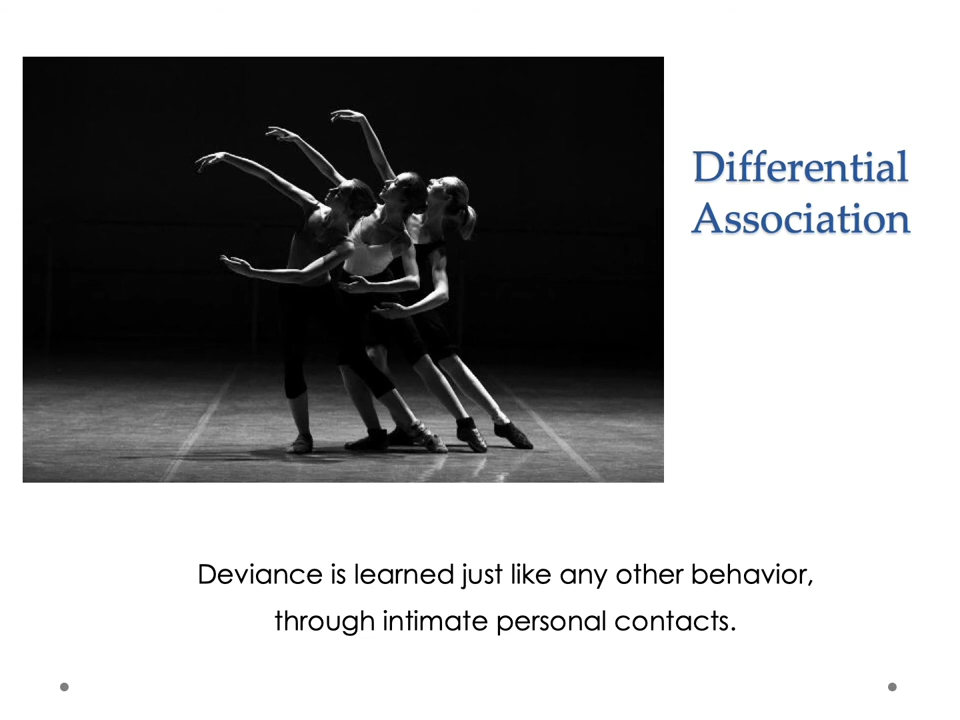 Differential
Association
Deviance is learned just like any other behavior,
through intimate personal contacts.